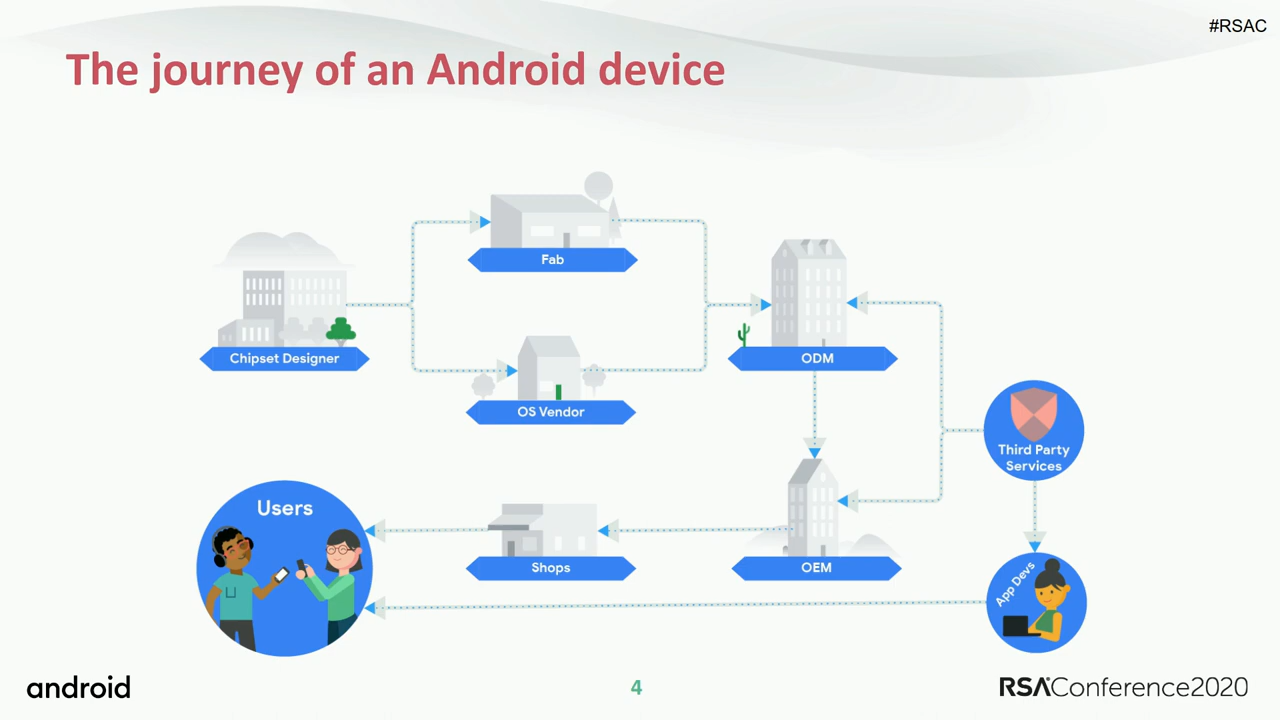 #RSAC
The journey of an Android device
Fab
Chipset Designer
ODM
OS Vendor
Third Party
Services
Users
Shops
OEM
App Devs
android
4
RSAConference2020